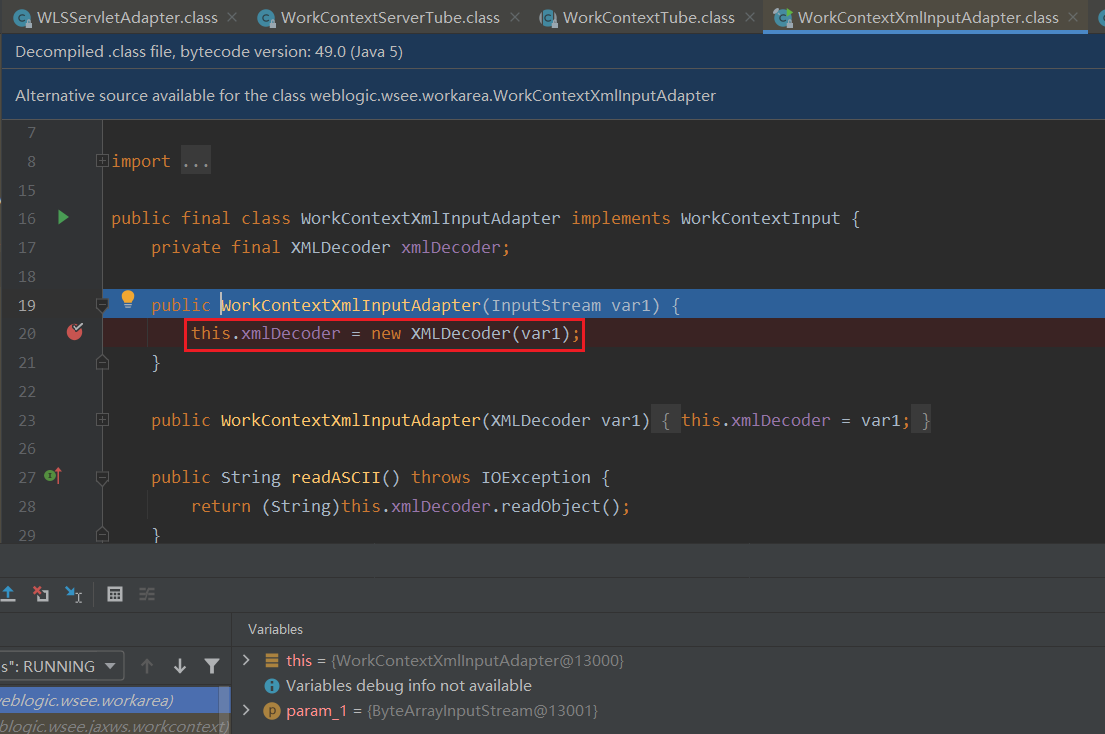 WLSServletAdapter.class × WorkContextServerTube.class × WorkContextTube.class × WorkContextXmlInputAdapter.class ×
Decompiled .class file, bytecode version: 49.0 (Java 5)
Alternative source available for the class weblogic.wsee.workarea.WorkContextXmlInputAdapter
7
8 import ...
15
16 public final class WorkContextXmlInputAdapter implements WorkContextInput {
17 private final XMLDecoder xmlDecoder;
18
19 public WorkContextXmlInputAdapter(InputStream var1) {
20 this.xmlDecoder = new XMLDecoder(var1);
21 }
22
23 public WorkContextXmlInputAdapter(XMLDecoder var1) { this.xmlDecoder = var1; }
26
27 public String readASCII() throws IOException {
28 return (String)this.xmlDecoder.readObject();
29 }
Variables
s": RUNNING
this = {WorkContextXmlInputAdapter@13000}
Variables debug info not available
eblogic.wsee.workarea)
param_1 = {ByteArrayInputStream@13001}
blogic.wsee.jaxws.workcontext)